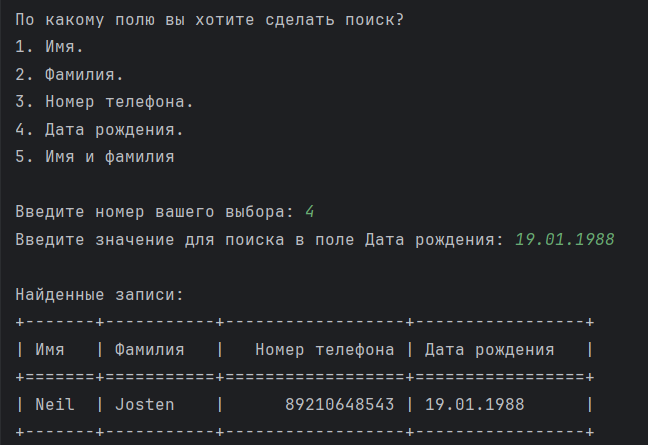 По какому полю вы хотите сделать поиск?
1. Имя.
2. Фамилия.
3. Номер телефона.
4. Дата рождения.
5. Имя и фамилия
Введите номер вашего выбора: 4
Введите значение для поиска в поле Дата рождения: 19.01.1988
Найденные записи:
+-------+-----------+------------------+-----------------+
| Имя   | Фамилия   |   Номер телефона | Дата рождения   |
+=======+===========+==================+=================+
| Neil  | Josten    |      89210648543 | 19.01.1988      |
+-------+-----------+------------------+-----------------+